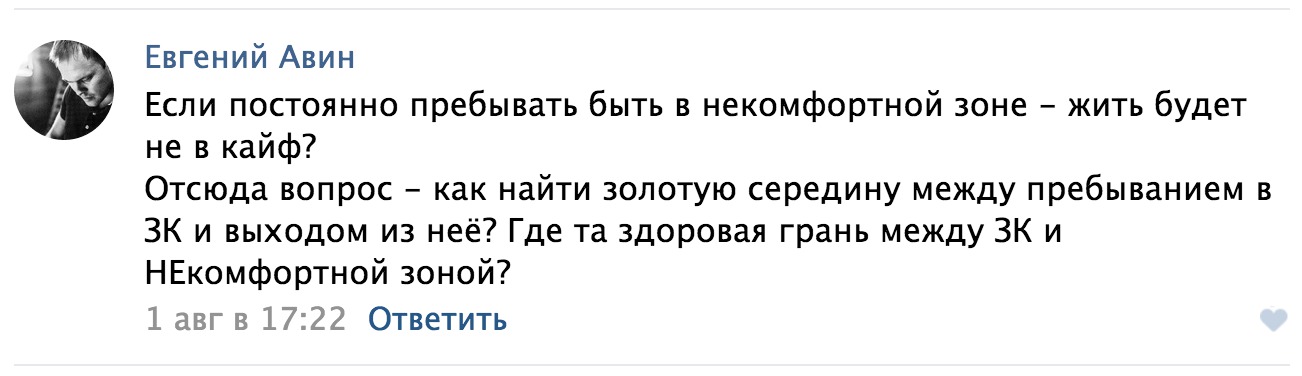 Евгений Авин
Если постоянно пребывать быть в некомфортной зоне – жить будет
не в кайф?
Отсюда вопрос – как найти золотую середину между пребыванием в
ЗК и выходом из неё? Где та здоровая грань между ЗК и
НЕкомфортной зоной?
1 авг в 17:22 Ответить